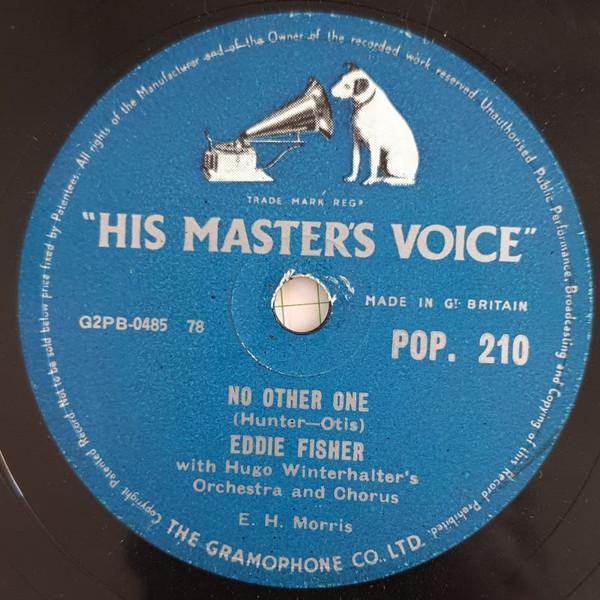 All rights of the Manufacturer and of the Owner of the recorded work reserved. Unauthorised Public Performance, Broadcasting and Copying of this Record Prohibited.
TRADE MARK REGD
"HIS MASTER'S VOICE"
MADE IN GT. BRITAIN
G2PB-0485 78
POP. 210
NO OTHER ONE
(Hunter—Otis)
EDDIE FISHER
with Hugo Winterhalter's
Orchestra and Chorus
E. H. Morris
THE GRAMOPHONE CO., LTD.
Copyright Patented Record Not to be sold below price fixed by Patentees.